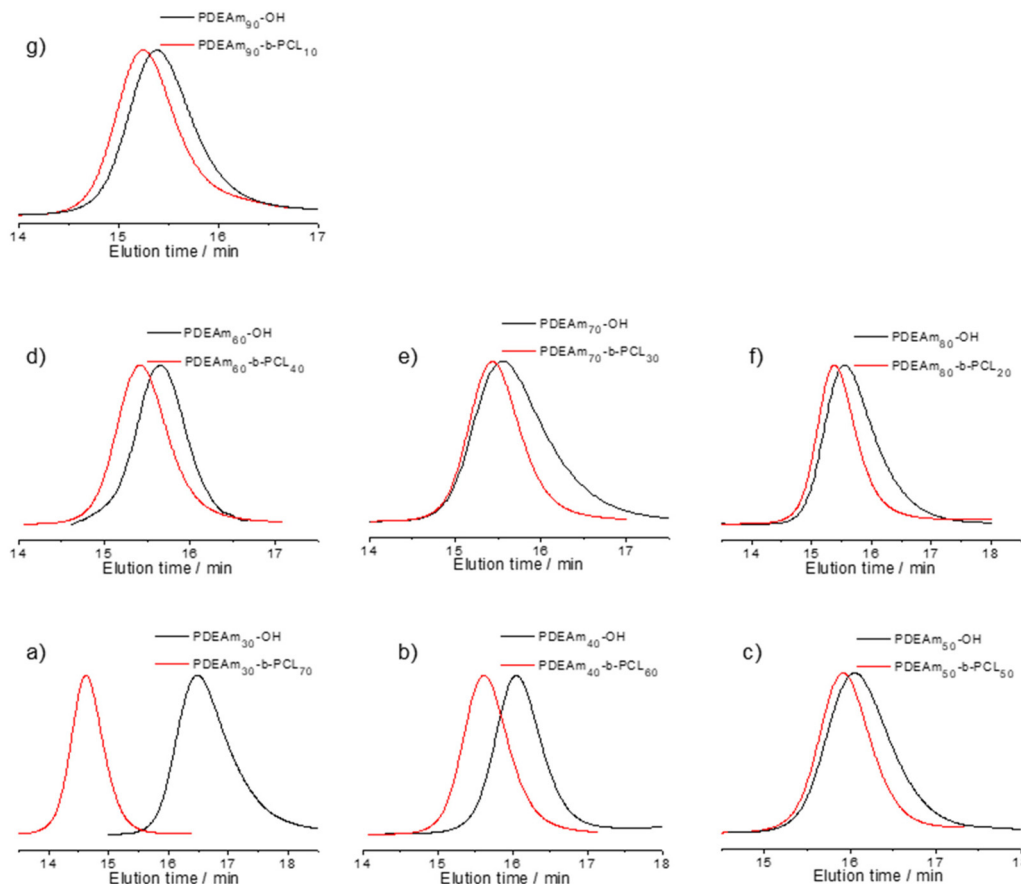 g)
PDEAm90-OH
PDEAm90-b-PCL10
14 15 16 17
Elution time / min
d)
PDEAm60-OH
PDEAm60-b-PCL40
14 15 16 17
Elution time / min
e)
PDEAm70-OH
PDEAm70-b-PCL30
14 15 16 17
Elution time / min
f)
PDEAm80-OH
PDEAm80-b-PCL20
14 15 16 17 18
Elution time / min
a)
PDEAm30-OH
PDEAm30-b-PCL70
14 15 16 17 18
Elution time / min
b)
PDEAm40-OH
PDEAm40-b-PCL60
14 15 16 17 18
Elution time / min
c)
PDEAm50-OH
PDEAm50-b-PCL50
15 16 17
Elution time / min